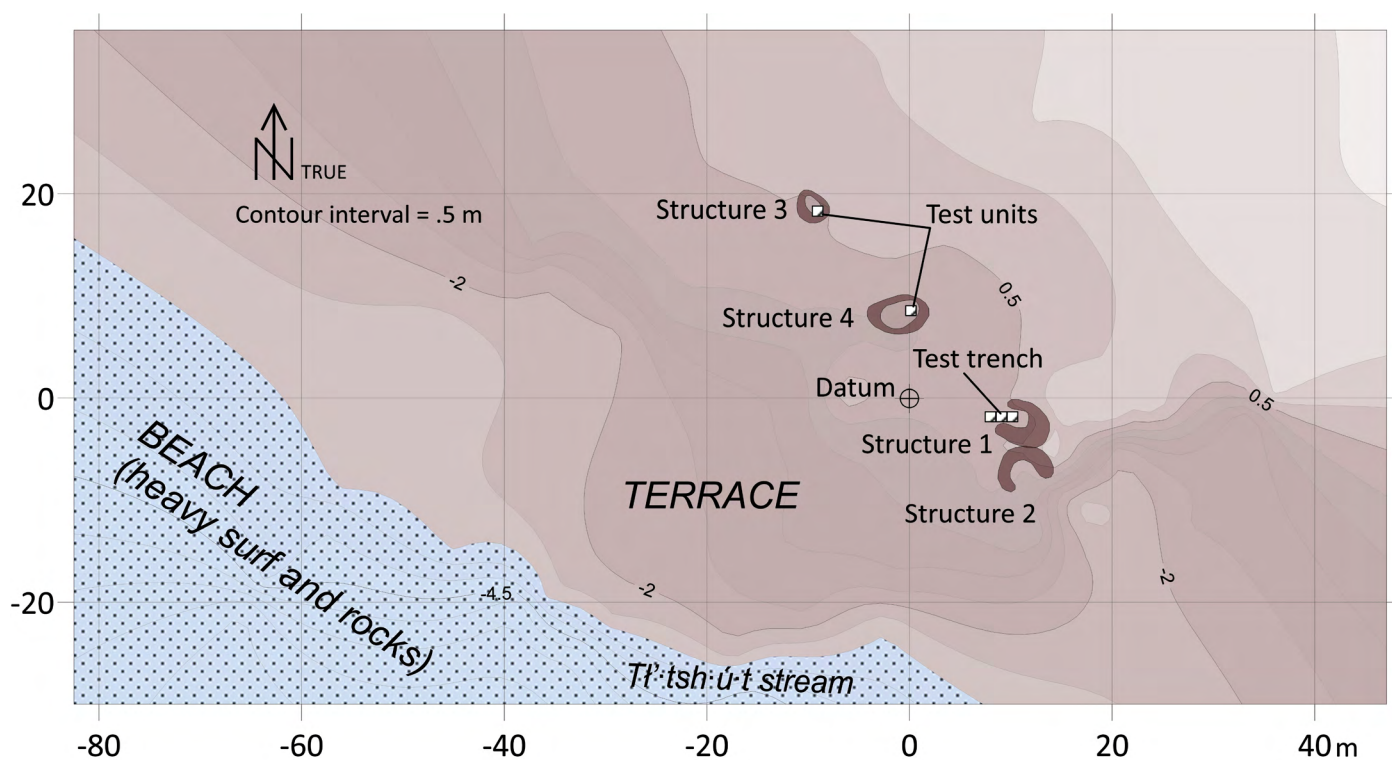 N TRUE
Contour interval = .5 m
20
Structure 3
Test units
-2
0.5
Structure 4
Test trench
0
Datum
0.5
Structure 1
BEACH
(heavy surf and rocks)
TERRACE
Structure 2
-2
-2
-4.5
-20
Tł’·tsh·ú·t stream
-80
-60
-40
-20
0
20
40 m